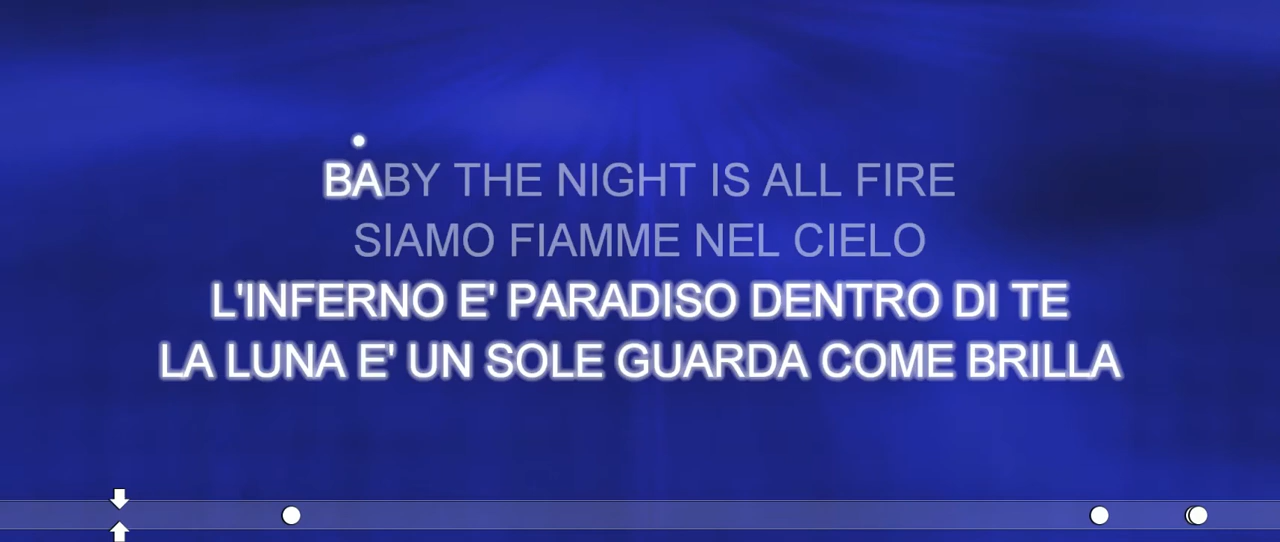 BABY THE NIGHT IS ALL FIRE
SIAMO FIAMME NEL CIELO
L'INFERNO E' PARADISO DENTRO DI TE
LA LUNA E' UN SOLE GUARDA COME BRILLA